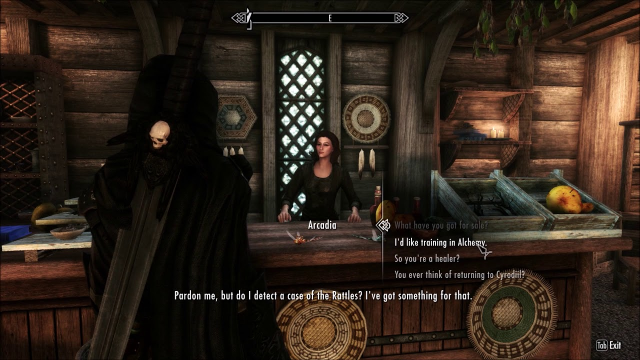 E
Arcadia
What have you got for sale?
I'd like training in Alchemy.
So you're a healer?
You ever think of returning to Cyrodiil?
Pardon me, but do I detect a case of the Rattles? I've got something for that.
Tab Exit